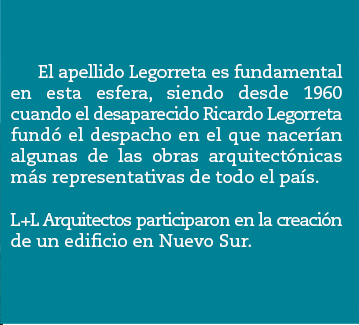 El apellido Legorreta es fundamental
en esta esfera, siendo desde 1960
cuando el desaparecido Ricardo Legorreta
fundó el despacho en el que nacerían
algunas de las obras arquitectónicas
más representativas de todo el país.
L+L Arquitectos participaron en la creación
de un edificio en Nuevo Sur.